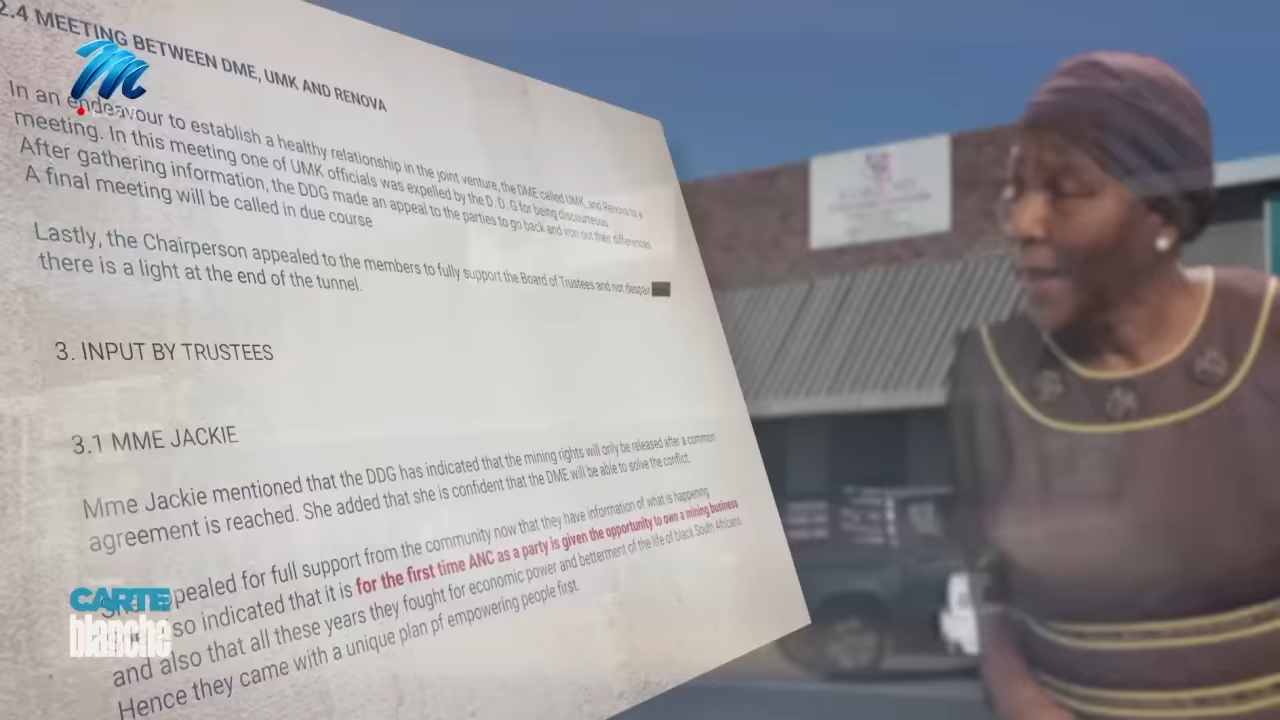 2.4 MEETING BETWEEN DME, UMK AND RENOVA
In an endeavour to establish a healthy relationship in the joint venture, the DME called UMK, and Renova to a
meeting. In this meeting one of UMK officials was expelled by the D. D. G for being discourteous.
After gathering information, the DDG made an appeal to the parties to go back and iron out their differences.
A final meeting will be called in due course
Lastly, the Chairperson appealed to the members to fully support the Board of Trustees and not despair
there is a light at the end of the tunnel.
3. INPUT BY TRUSTEES
3.1 MME JACKIE
Mme Jackie mentioned that the DDG has indicated that the mining rights will only be released after a common
agreement is reached. She added that she is confident that the DME will be able to solve the conflict.
appealed for full support from the community now that they have information of what is happening.
so indicated that it is for the first time ANC as a party is given the opportunity to own a mining business
and also that all these years they fought for economic power and betterment of the life of black South Africans.
Hence they came with a unique plan pf empowering people first.
CARTE
blanche